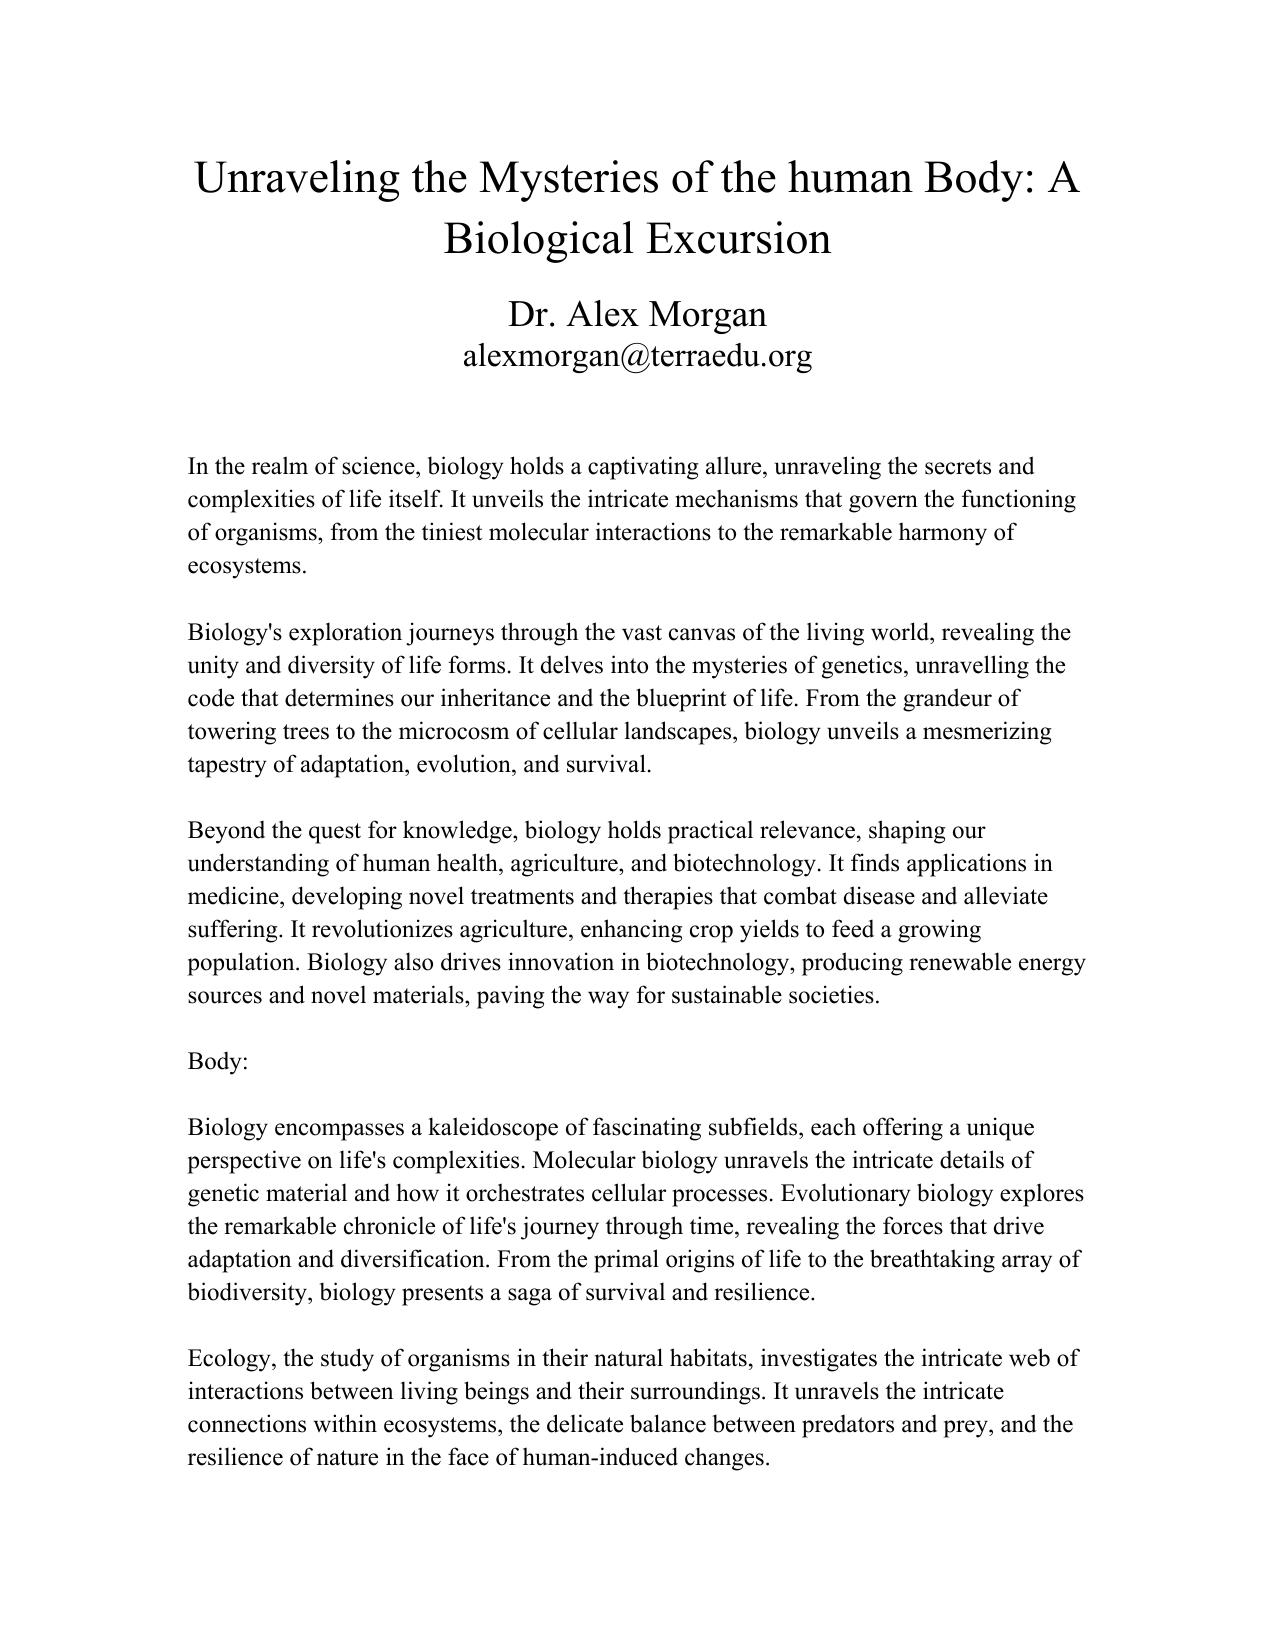 Unraveling the Mysteries of the human Body: A
Biological Excursion
Dr. Alex Morgan
alexmorgan@terraedu.org
In the realm of science, biology holds a captivating allure, unraveling the secrets and
complexities of life itself. It unveils the intricate mechanisms that govern the functioning
of organisms, from the tiniest molecular interactions to the remarkable harmony of
ecosystems.
Biology's exploration journeys through the vast canvas of the living world, revealing the
unity and diversity of life forms. It delves into the mysteries of genetics, unravelling the
code that determines our inheritance and the blueprint of life. From the grandeur of
towering trees to the microcosm of cellular landscapes, biology unveils a mesmerizing
tapestry of adaptation, evolution, and survival.
Beyond the quest for knowledge, biology holds practical relevance, shaping our
understanding of human health, agriculture, and biotechnology. It finds applications in
medicine, developing novel treatments and therapies that combat disease and alleviate
suffering. It revolutionizes agriculture, enhancing crop yields to feed a growing
population. Biology also drives innovation in biotechnology, producing renewable energy
sources and novel materials, paving the way for sustainable societies.
Body:
Biology encompasses a kaleidoscope of fascinating subfields, each offering a unique
perspective on life's complexities. Molecular biology unravels the intricate details of
genetic material and how it orchestrates cellular processes. Evolutionary biology explores
the remarkable chronicle of life's journey through time, revealing the forces that drive
adaptation and diversification. From the primal origins of life to the breathtaking array of
biodiversity, biology presents a saga of survival and resilience.
Ecology, the study of organisms in their natural habitats, investigates the intricate web of
interactions between living beings and their surroundings. It unravels the intricate
connections within ecosystems, the delicate balance between predators and prey, and the
resilience of nature in the face of human-induced changes.